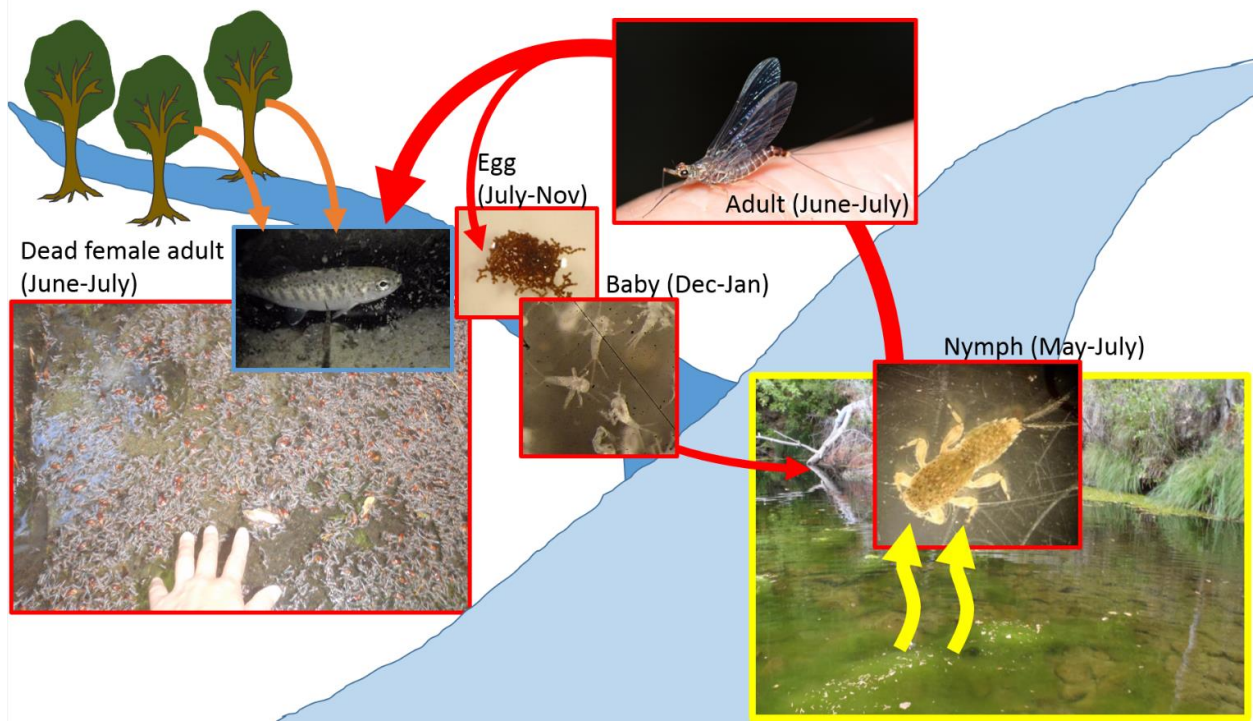 Egg
(July-Nov)
Adult (June-July)
Dead female adult
(June-July)
Baby (Dec-Jan)
Nymph (May-July)